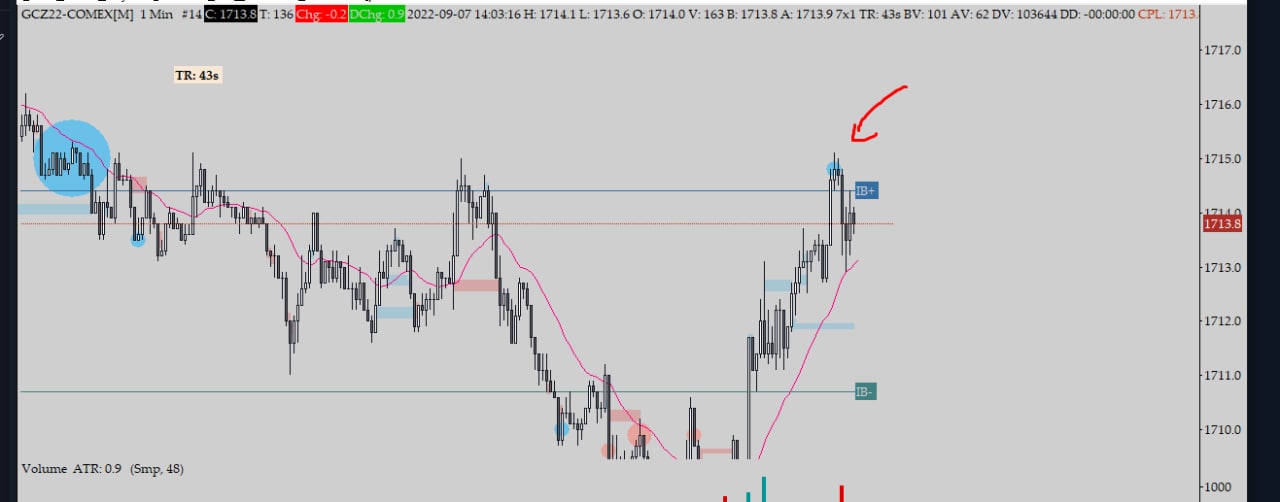 GCZ22-COMEX[M] 1 Min #14 C: 1713.8 T: 136 Chg: -0.2 DChg: 0.9 2022-09-07 14:03:16 H: 1714.1 L: 1713.6 O: 1714.0 V: 163 B: 1713.8 A: 1713.9 7x1 TR: 43s BV: 101 AV: 62 DV: 103644 DD: -00:00:00 CPL: 1713.
1717.0
TR: 43s
1716.0
1715.0
IB+
1714.0
1713.8
1713.0
1712.0
1711.0
IB-
1710.0
Volume ATR: 0.9 (Smp, 48)
1000